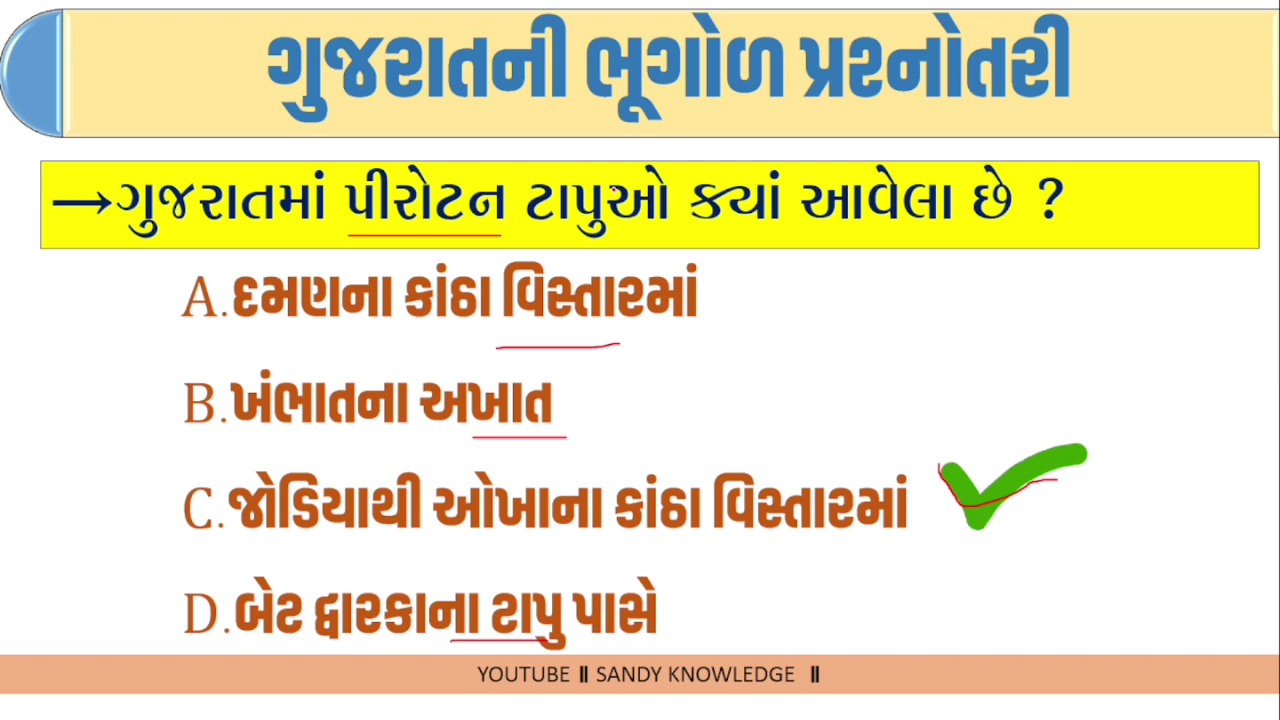 ગુજરાતની ભૂગોળ પ્રશ્નોતરી
→ગુજરાતમાં પીરોટન ટાપુઓ ક્યાં આવેલા છે ?
A.દમણના કાંઠા વિસ્તારમાં
B.ખંભાતના અખાત
C.જોડિયાથી ઓખાના કાંઠા વિસ્તારમાં
D.બેટ દ્વારકાના ટાપુ પાસે
YOUTUBE ǁ SANDY KNOWLEDGE ǁ